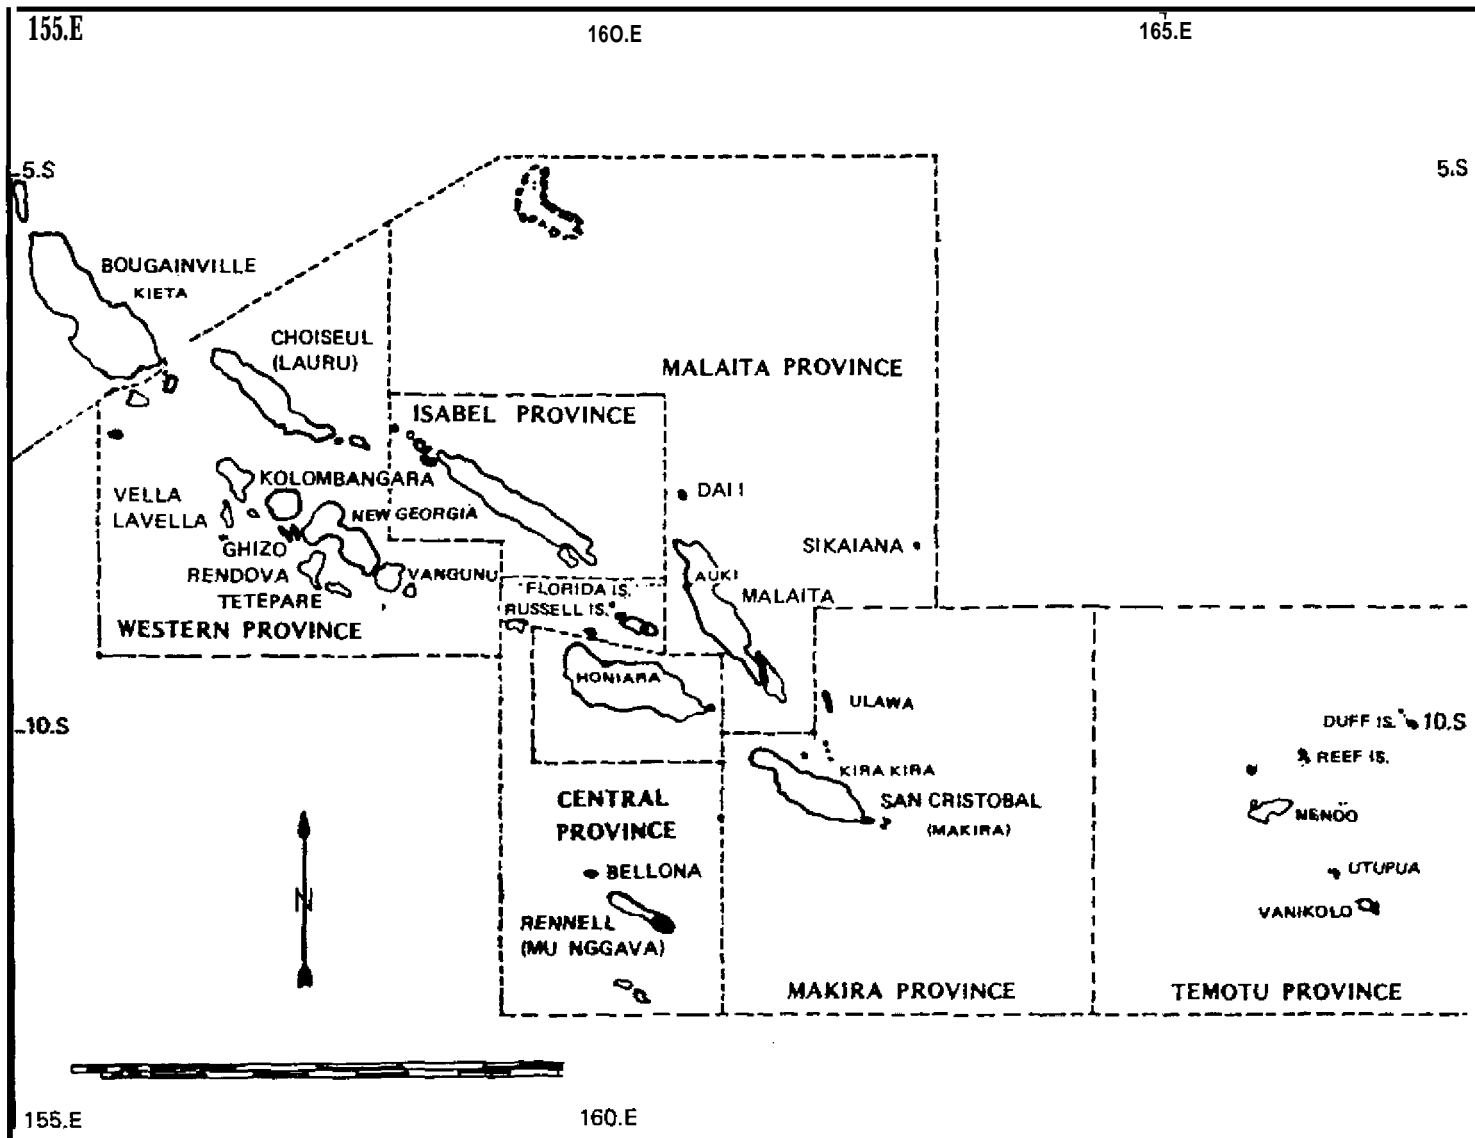 155.E
160.E
165.E
5.S
5.S
BOUGAINVILLE
KIETA
CHOISEUL
(LAURU)
MALAITA PROVINCE
ISABEL PROVINCE
KOLOMBANGARA
DAI I
VELLA
LAVELLA
NEW GEORGIA
SIKAIANA
GHIZO
RENDOVA
VANGUNU
TETEPARE
FLORIDA IS.
RUSSELL IS.
AUKI
MALAITA
WESTERN PROVINCE
HONIARA
ULAWA
10.S
DUFF IS.
10.S
REEF IS.
KIRA KIRA
CENTRAL
PROVINCE
SAN CRISTOBAL
(MAKIRA)
NENÖO
BELLONA
UTUPUA
VANIKOLO
RENNELL
(MU NGGAVA)
N
MAKIRA PROVINCE
TEMOTU PROVINCE
155.E
160.E